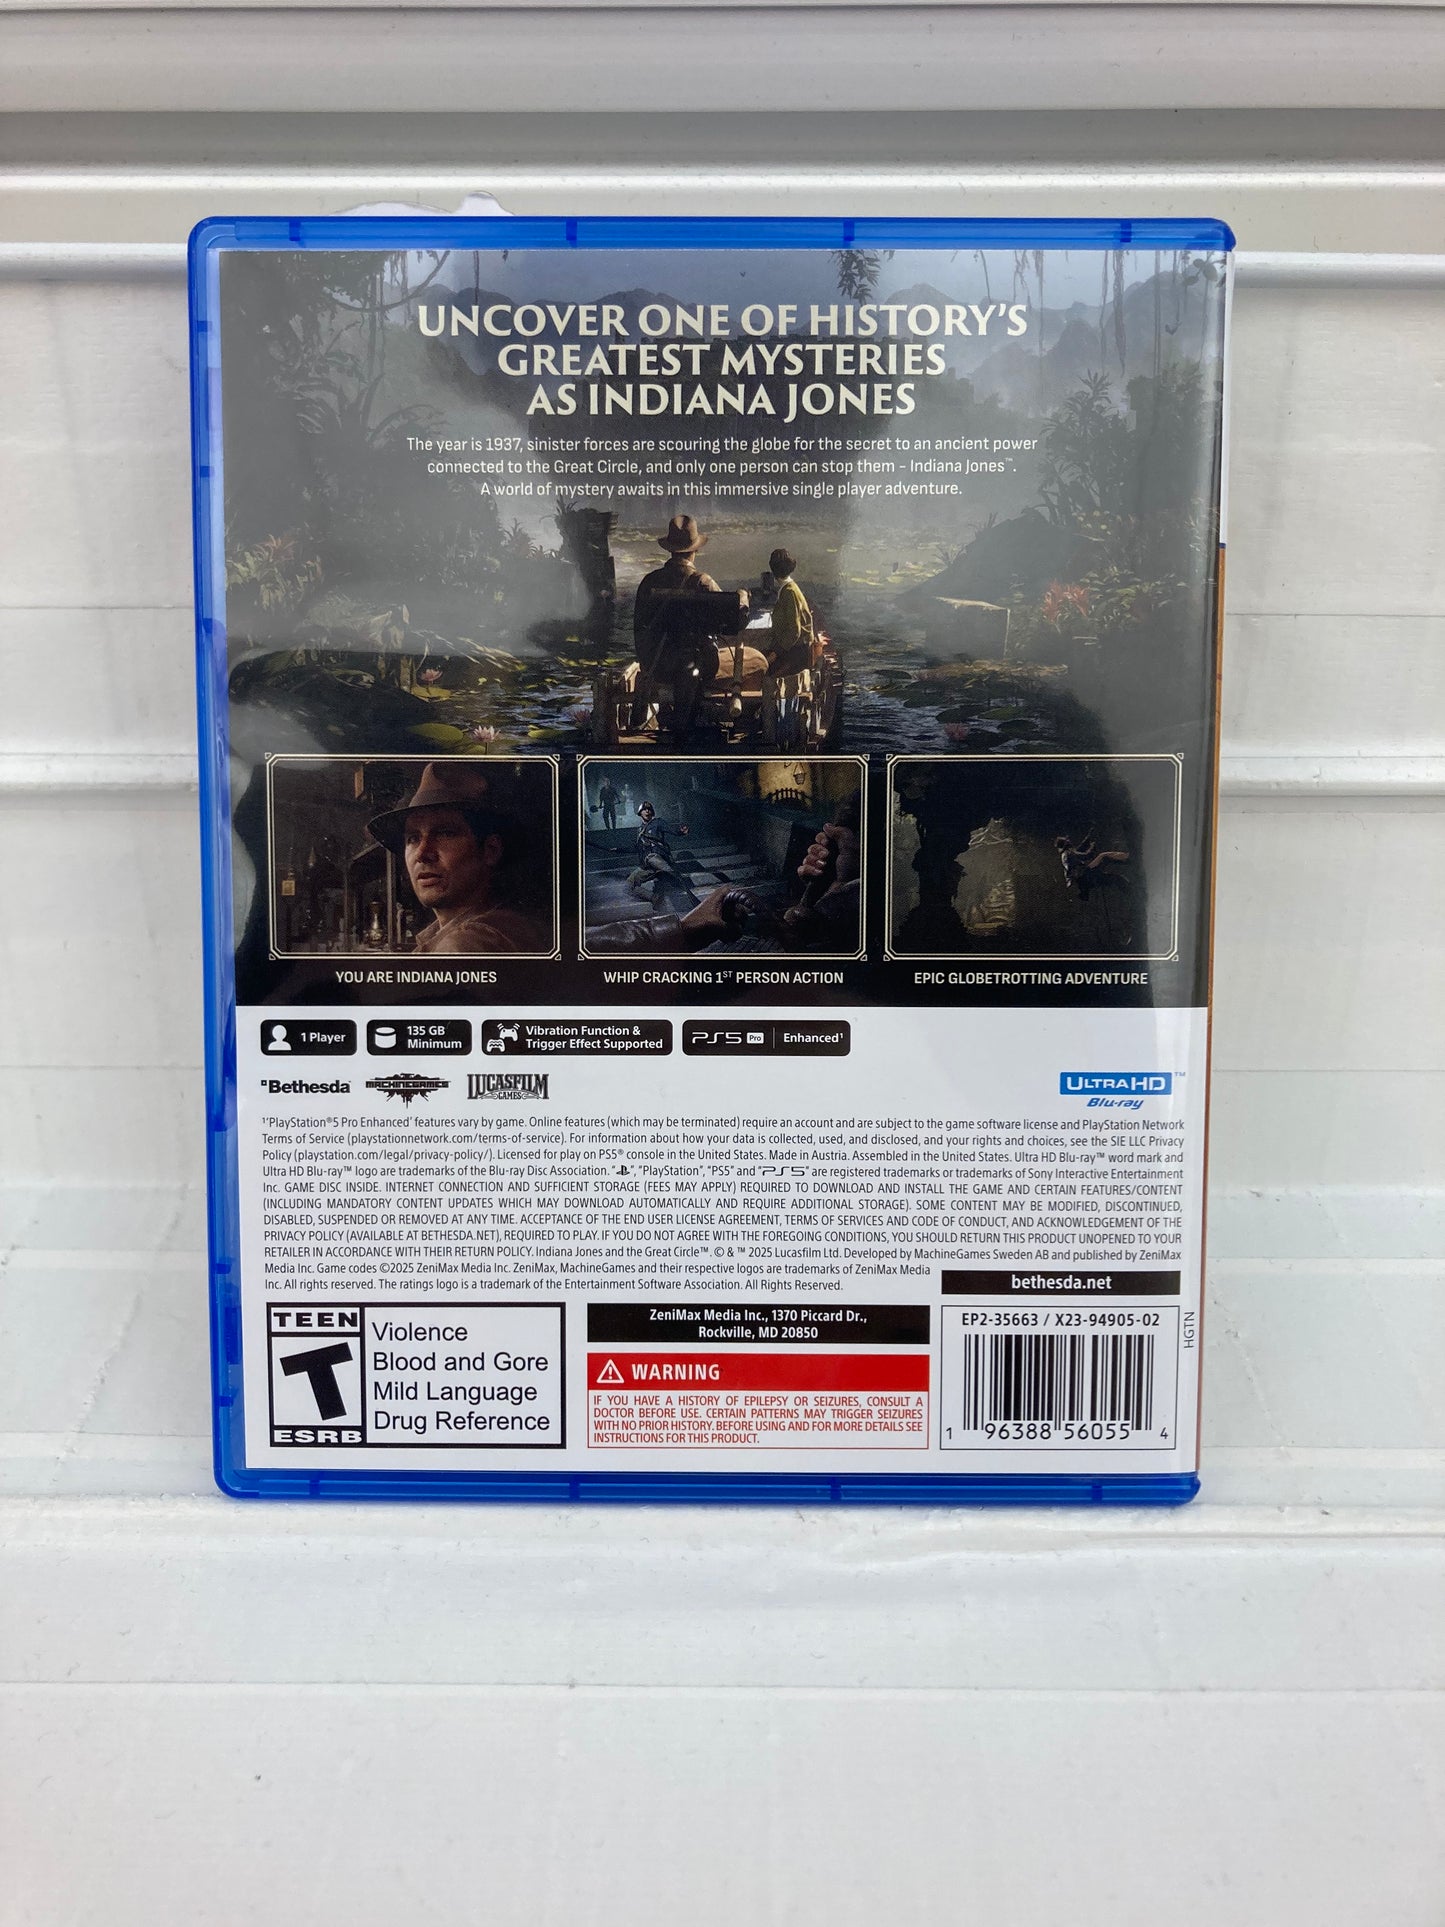 UNCOVER ONE OF HISTORY'S
GREATEST MYSTERIES
AS INDIANA JONES
The year is 1937, sinister forces are scouring the globe for the secret to an ancient power
connected to the Great Circle, and only one person can stop them - Indiana Jones™.
A world of mystery awaits in this immersive single player adventure.
YOU ARE INDIANA JONES
WHIP CRACKING 1ST PERSON ACTION
EPIC GLOBETROTTING ADVENTURE
1 Player
135 GB
Minimum
Vibration Function &
Trigger Effect Supported
PS5 Pro Enhanced¹
Bethesda
MACHINEGAMES
LUCASFILM
GAMES
ULTRA HD™
Blu-ray
¹'PlayStation®5 Pro Enhanced' features vary by game. Online features (which may be terminated) require an account and are subject to the game software license and PlayStation Network
Terms of Service (playstationnetwork.com/terms-of-service). For information about how your data is collected, used, and disclosed, and your rights and choices, see the SIE LLC Privacy
Policy (playstation.com/legal/privacy-policy/). Licensed for play on PS5® console in the United States. Made in Austria. Assembled in the United States. Ultra HD Blu-ray™ word mark and
Ultra HD Blu-ray™ logo are trademarks of the Blu-ray Disc Association. "PS", "PlayStation", "PS5" and "PS5" are registered trademarks or trademarks of Sony Interactive Entertainment
Inc. GAME DISC INSIDE. INTERNET CONNECTION AND SUFFICIENT STORAGE (FEES MAY APPLY) REQUIRED TO DOWNLOAD AND INSTALL THE GAME AND CERTAIN FEATURES/CONTENT
(INCLUDING MANDATORY CONTENT UPDATES WHICH MAY DOWNLOAD AUTOMATICALLY AND REQUIRE ADDITIONAL STORAGE). SOME CONTENT MAY BE MODIFIED, DISCONTINUED,
DISABLED, SUSPENDED OR REMOVED AT ANY TIME. ACCEPTANCE OF THE END USER LICENSE AGREEMENT, TERMS OF SERVICES AND CODE OF CONDUCT, AND ACKNOWLEDGEMENT OF THE
PRIVACY POLICY (AVAILABLE AT BETHESDA.NET), REQUIRED TO PLAY. IF YOU DO NOT AGREE WITH THE FOREGOING CONDITIONS, YOU SHOULD RETURN THIS PRODUCT UNOPENED TO YOUR
RETAILER IN ACCORDANCE WITH THEIR RETURN POLICY. Indiana Jones and the Great Circle™. © & ™ 2025 Lucasfilm Ltd. Developed by MachineGames Sweden AB and published by ZeniMax
Media Inc. Game codes ©2025 ZeniMax Media Inc. ZeniMax, MachineGames and their respective logos are trademarks of ZeniMax Media
Inc. All rights reserved. The ratings logo is a trademark of the Entertainment Software Association. All Rights Reserved.
bethesda.net
TEEN
T
ESRB
Violence
Blood and Gore
Mild Language
Drug Reference
ZeniMax Media Inc., 1370 Piccard Dr.,
Rockville, MD 20850
WARNING
IF YOU HAVE A HISTORY OF EPILEPSY OR SEIZURES, CONSULT A
DOCTOR BEFORE USE. CERTAIN PATTERNS MAY TRIGGER SEIZURES
WITH NO PRIOR HISTORY. BEFORE USING AND FOR MORE DETAILS SEE
INSTRUCTIONS FOR THIS PRODUCT.
EP2-35663 / X23-94905-02
1 96388 56055 4
HGTN